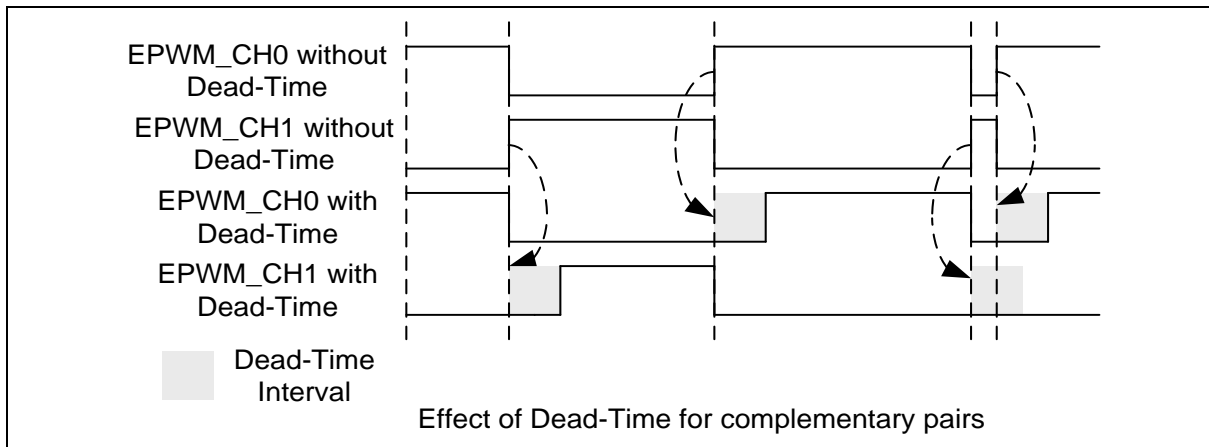 EPWM_CH0 without
Dead-Time
EPWM_CH1 without
Dead-Time
EPWM_CH0 with
Dead-Time
EPWM_CH1 with
Dead-Time
Dead-Time
Interval
Effect of Dead-Time for complementary pairs